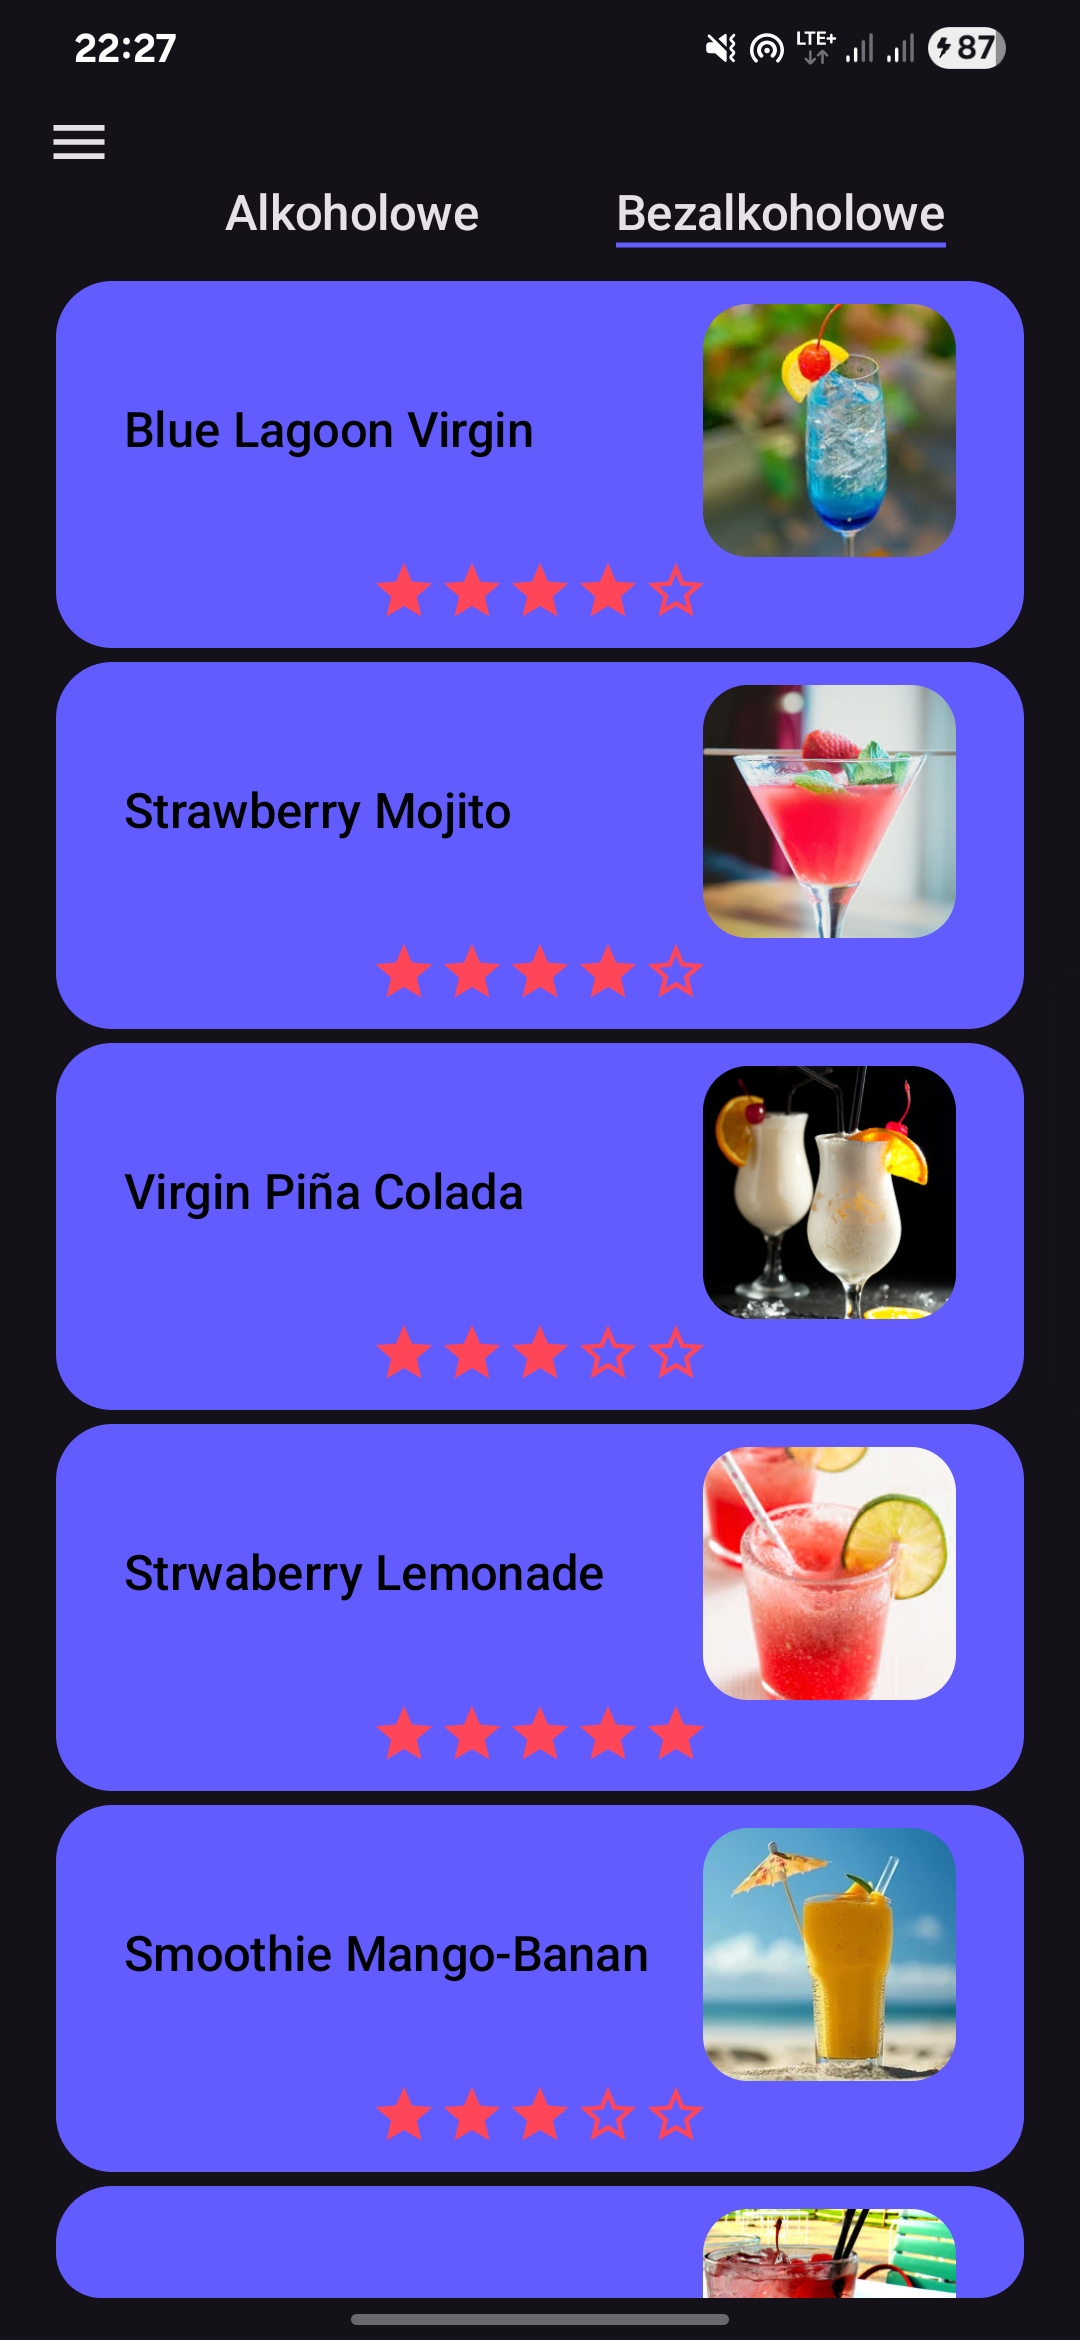 22:27
LTE+
87
Alkoholowe
Bezalkoholowe
Blue Lagoon Virgin
Strawberry Mojito
Virgin Piña Colada
Strwaberry Lemonade
Smoothie Mango-Banan